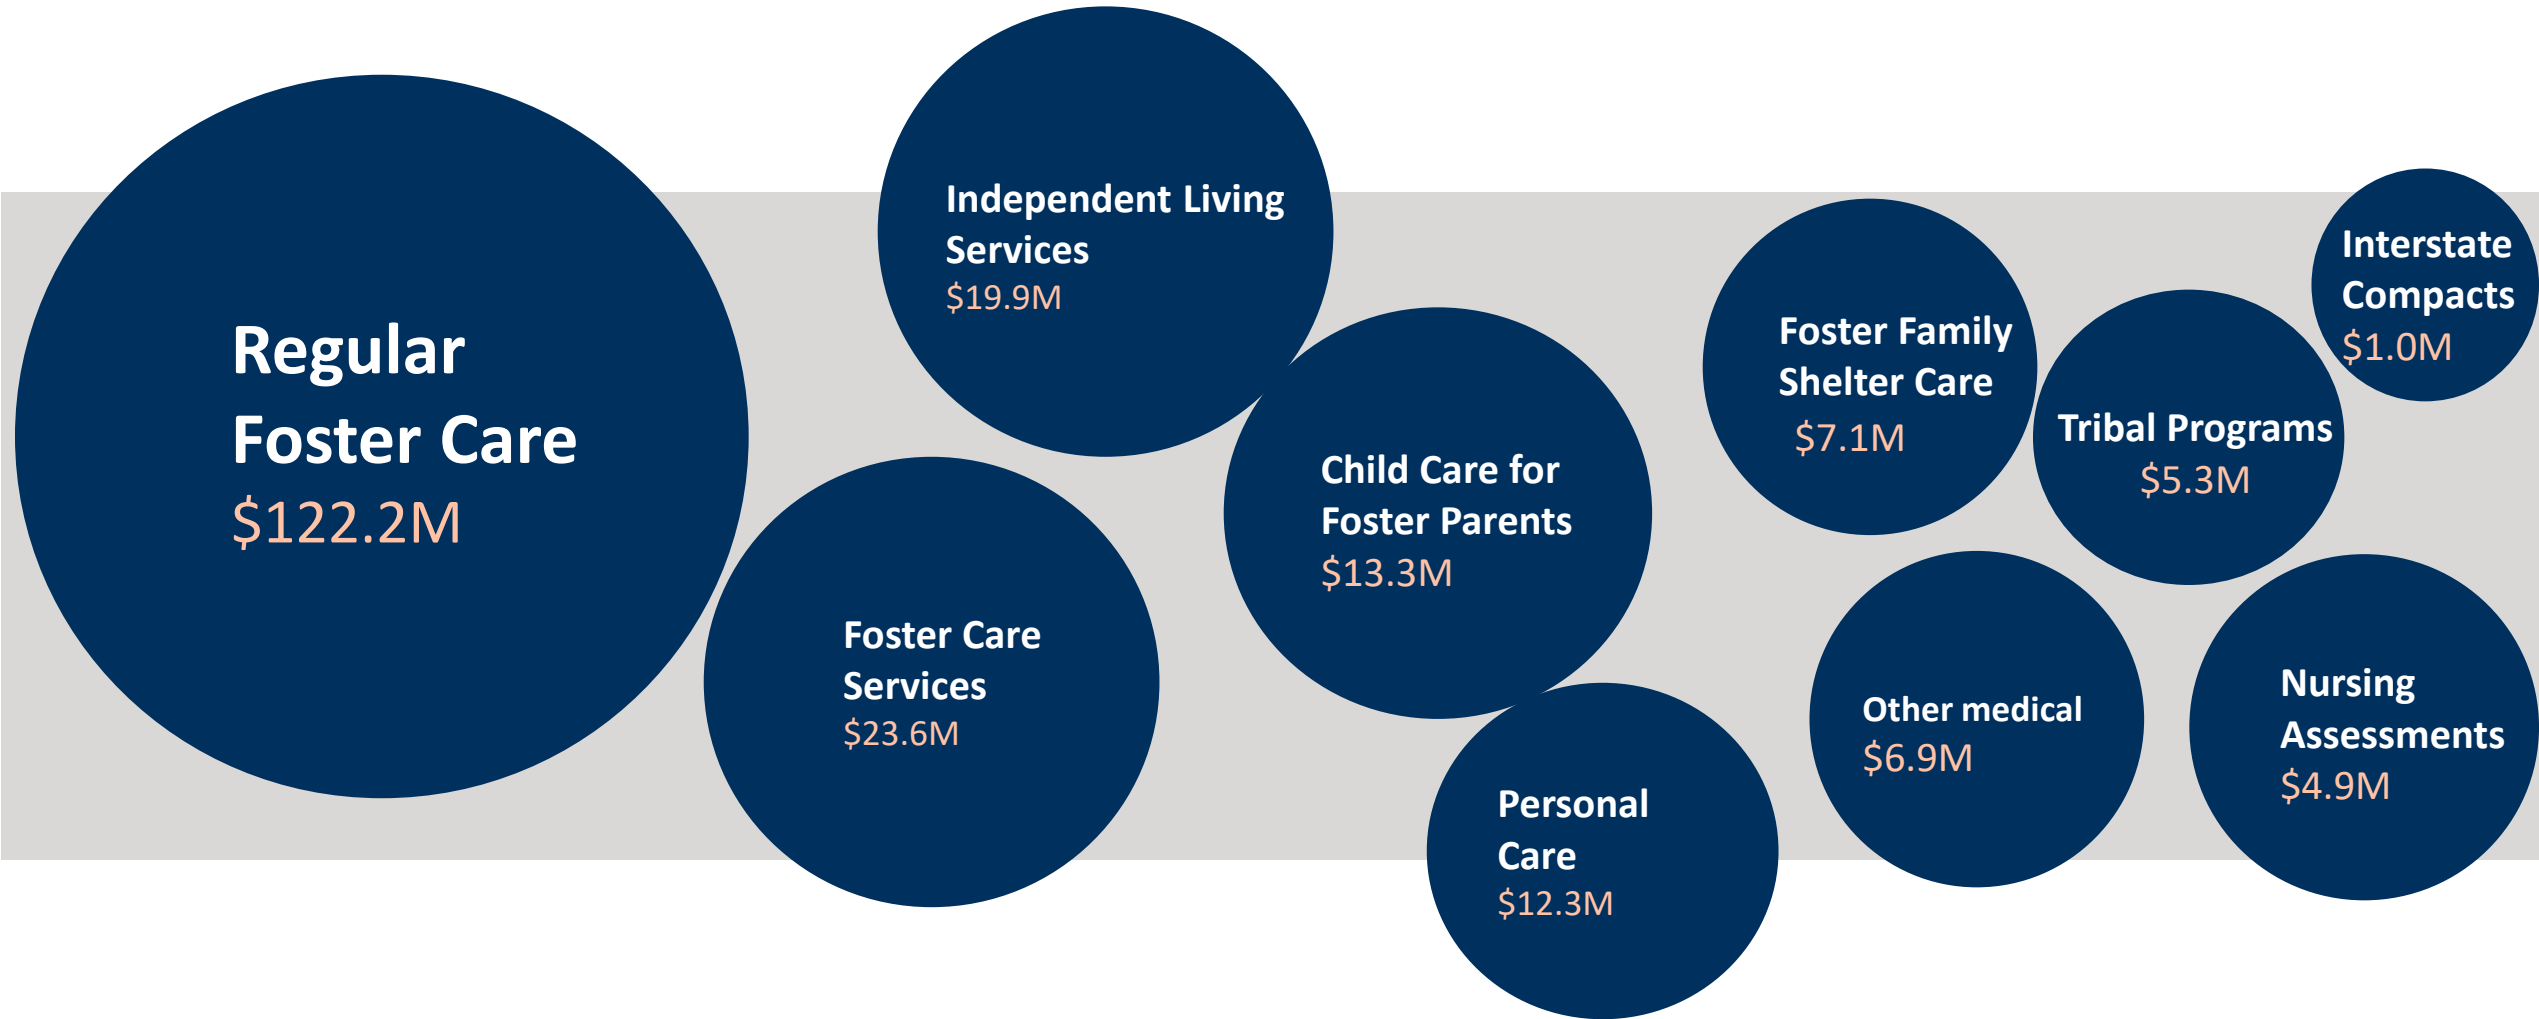 Regular
Foster Care
$122.2M
Independent Living
Services
$19.9M
Foster Care
Services
$23.6M
Child Care for
Foster Parents
$13.3M
Personal
Care
$12.3M
Foster Family
Shelter Care
$7.1M
Other medical
$6.9M
Tribal Programs
$5.3M
Nursing
Assessments
$4.9M
Interstate
Compacts
$1.0M